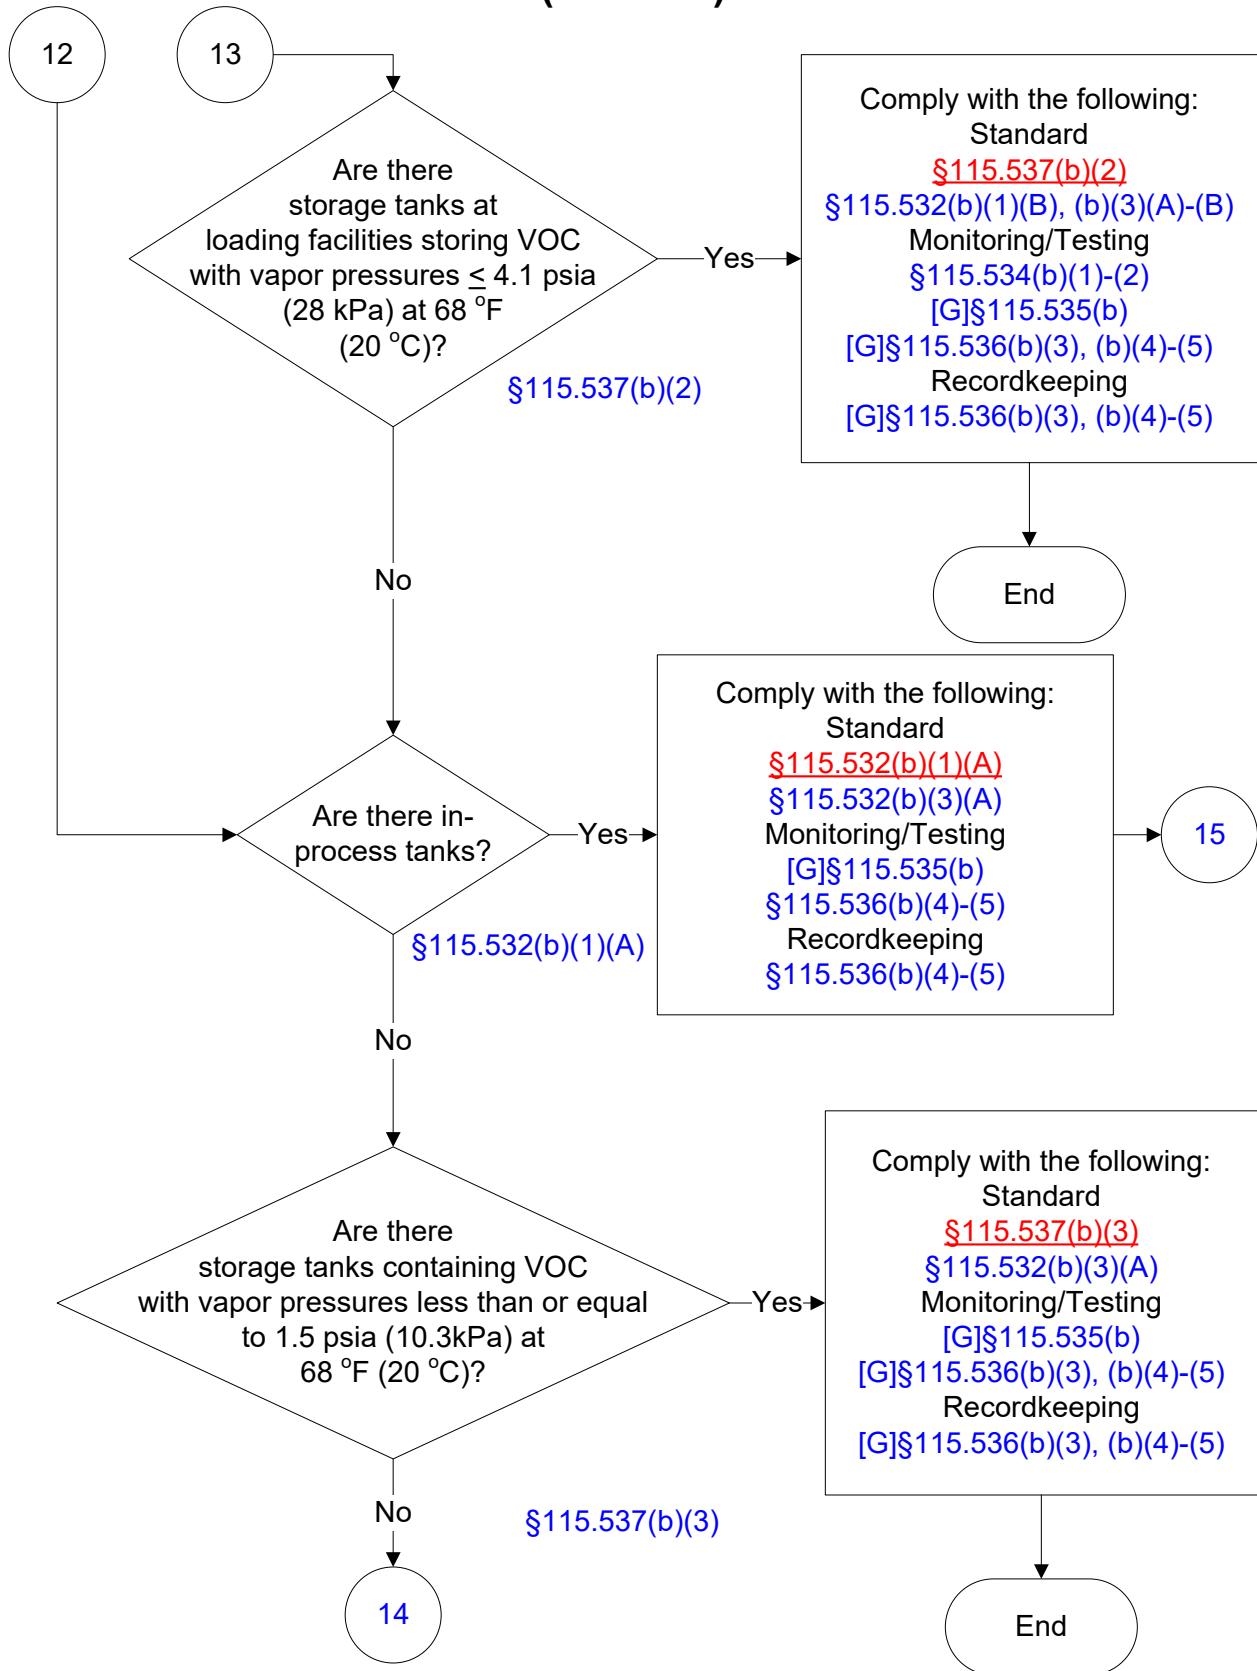 12
13
Are there
storage tanks at
loading facilities storing VOC
with vapor pressures ≤ 4.1 psia
(28 kPa) at 68 °F
(20 °C)?
Yes
§115.537(b)(2)
Comply with the following:
Standard
§115.537(b)(2)
§115.532(b)(1)(B), (b)(3)(A)-(B)
Monitoring/Testing
§115.534(b)(1)-(2)
[G]§115.535(b)
[G]§115.536(b)(3), (b)(4)-(5)
Recordkeeping
[G]§115.536(b)(3), (b)(4)-(5)
End
No
Are there in-
process tanks?
Yes
§115.532(b)(1)(A)
Comply with the following:
Standard
§115.532(b)(1)(A)
§115.532(b)(3)(A)
Monitoring/Testing
[G]§115.535(b)
§115.536(b)(4)-(5)
Recordkeeping
§115.536(b)(4)-(5)
15
No
Are there
storage tanks containing VOC
with vapor pressures less than or equal
to 1.5 psia (10.3kPa) at
68 °F (20 °C)?
Yes
Comply with the following:
Standard
§115.537(b)(3)
§115.532(b)(3)(A)
Monitoring/Testing
[G]§115.535(b)
[G]§115.536(b)(3), (b)(4)-(5)
Recordkeeping
[G]§115.536(b)(3), (b)(4)-(5)
No
§115.537(b)(3)
14
End